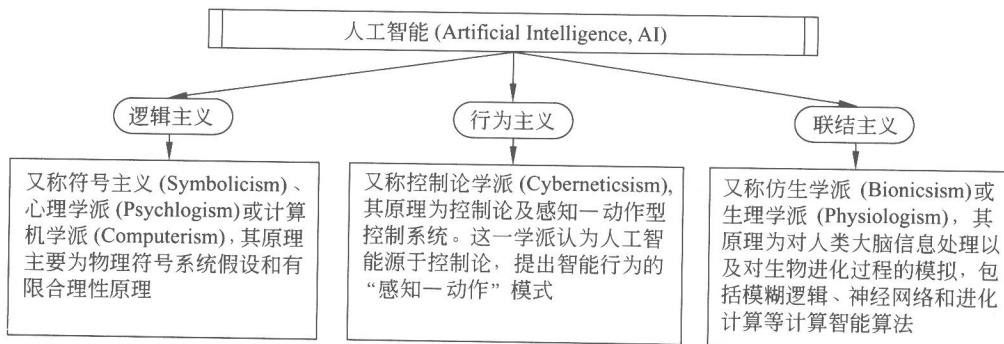 人工智能 (Artificial Intelligence, AI)
逻辑主义
行为主义
联结主义
又称符号主义 (Symbolicism)、
心理学派 (Psychlogism)或计算
机学派 (Computerism), 其原理
主要为物理符号系统假设和有
限合理性原理
又称控制论学派 (Cyberneticsism),
其原理为控制论及感知—动作型
控制系统。这一学派认为人工智
能源于控制论，提出智能行为的
“感知—动作”模式
又称仿生学派 (Bionicsism)或
生理学派 (Physiologism)，其
原理为对人类大脑信息处理以
及对生物进化过程的模拟，包
括模糊逻辑、神经网络和进化
计算等计算智能算法